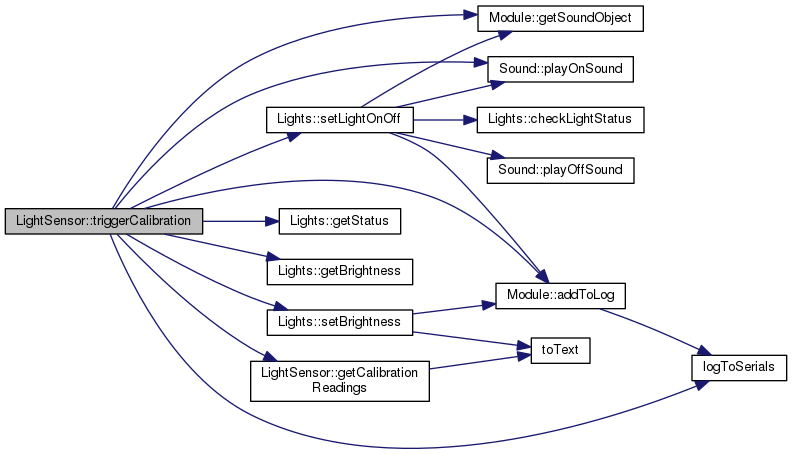 Module::getSoundObject
Sound::playOnSound
Lights::setLightOnOff
Lights::checkLightStatus
Sound::playOffSound
LightSensor::triggerCalibration
Lights::getStatus
Lights::getBrightness
Module::addToLog
Lights::setBrightness
toText
logToSerials
LightSensor::getCalibration
Readings